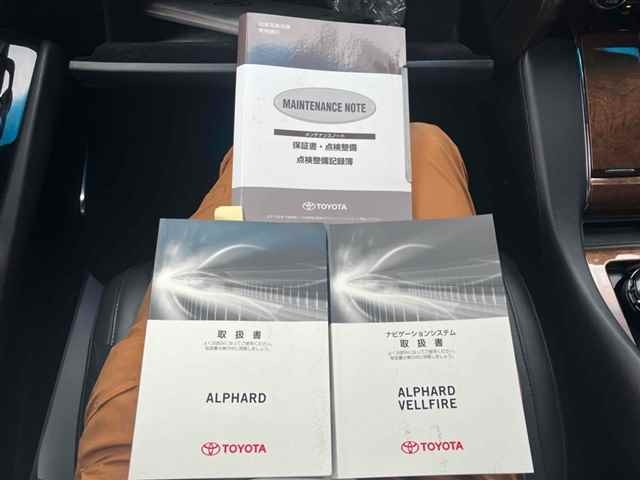 MAINTENANCE NOTE
メンテナンスノート
保証書・点検整備
点検整備記録簿
TOYOTA
取扱書
ALPHARD
TOYOTA
ナビゲーションシステム
取扱書
ALPHARD
VELLFIRE
TOYOTA